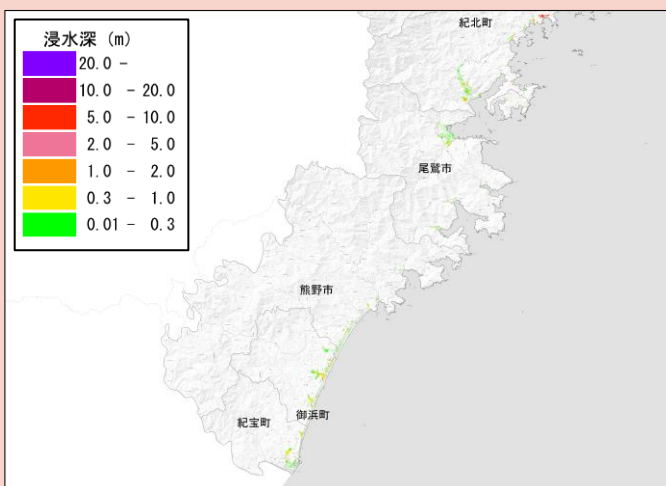 浸水深 (m)
20.0 -
10.0 - 20.0
5.0 - 10.0
2.0 - 5.0
1.0 - 2.0
0.3 - 1.0
0.01 - 0.3
紀北町
尾鷲市
熊野市
御浜町
紀宝町